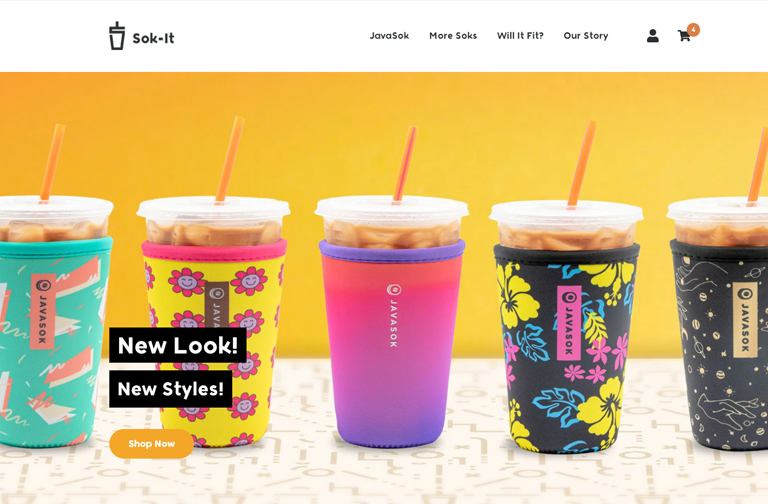 Sok-It
JavaSok
More Soks
Will It Fit?
Our Story
4
JAVASOK
JAVASOK
JAVASOK
JAVASOK
JAVASOK
New Look!
New Styles!
Shop Now